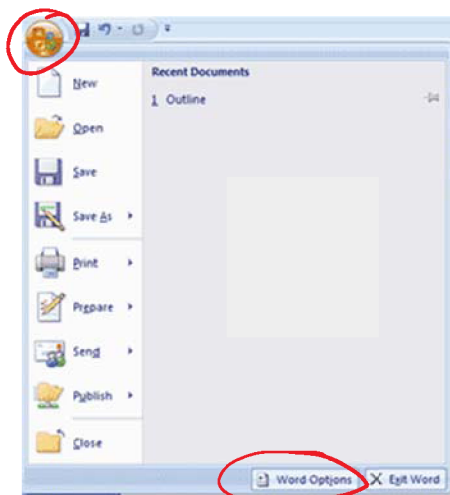 New
Open
Save
Save As
Print
Prepare
Send
Publish
Close
Recent Documents
1 Outline
Word Options
Exit Word